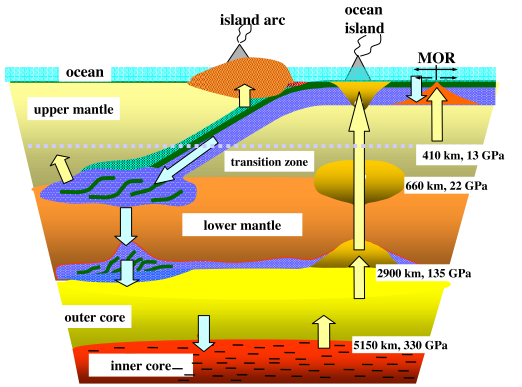 ocean
island
island arc
MOR
ocean
upper mantle
transition zone
410 km, 13 GPa
660 km, 22 GPa
lower mantle
2900 km, 135 GPa
outer core
5150 km, 330 GPa
inner core